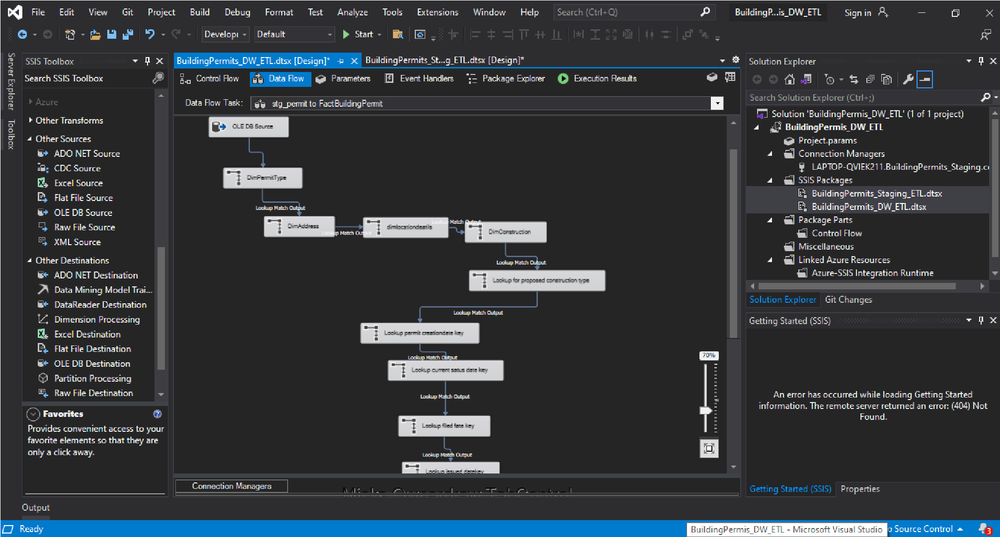 File Edit View Git Project Build Debug Format Test Analyze Tools Extensions Window Help Search (Ctrl+Q) BuildingP...is_DW_ETL Sign in
Developr Default Start
Server Explorer
Toolbox
SSIS Toolbox
Search SSIS Toolbox
Azure
Other Transforms
Other Sources
ADO NET Source
CDC Source
Excel Source
Flat File Source
OLE DB Source
Raw File Source
XML Source
Other Destinations
ADO NET Destination
Data Mining Model Trai...
DataReader Destination
Dimension Processing
Excel Destination
Flat File Destination
OLE DB Destination
Partition Processing
Raw File Destination
Favorites
Provides convenient access to your
favorite elements so that they are
only a click away.
BuildingPermits_DW_ETL.dtsx [Design]* BuildingPermits_St...g_ETL.dtsx [Design]*
Control Flow Data Flow Parameters Event Handlers Package Explorer Execution Results
Data Flow Task: stg_permit to FactBuildingPermit
OLE DB Source
DimPermitType
Lookup Match Output
DimAddress
Lookup Match Output
dimlocationdeatils
Lookup Match Output
DimConstruction
Lookup Match Output
Lookup for proposed construction type
Lookup Match Output
Lookup permit creationdate key
Lookup Match Output
Lookup current satus date key
Lookup Match Output
Lookup filed fate key
Lookup Match Output
Lookup issued datekey
70%
Connection Managers
Misko Ownerdraw TabControl
Solution Explorer
Search Solution Explorer (Ctrl+;)
Solution 'BuildingPermis_DW_ETL' (1 of 1 project)
BuildingPermis_DW_ETL
Project.params
Connection Managers
LAPTOP-QVIEK211.BuildingPermits_Staging.c
SSIS Packages
BuildingPermits_Staging_ETL.dtsx
BuildingPermits_DW_ETL.dtsx
Package Parts
Control Flow
Miscellaneous
Linked Azure Resources
Azure-SSIS Integration Runtime
Solution Explorer Git Changes
Getting Started (SSIS)
An error has occurred while loading Getting Started
information. The remote server returned an error: (404) Not
Found.
Getting Started (SSIS) Properties
Output
Ready
BuildingPermis_DW_ETL - Microsoft Visual Studio
o Source Control
3